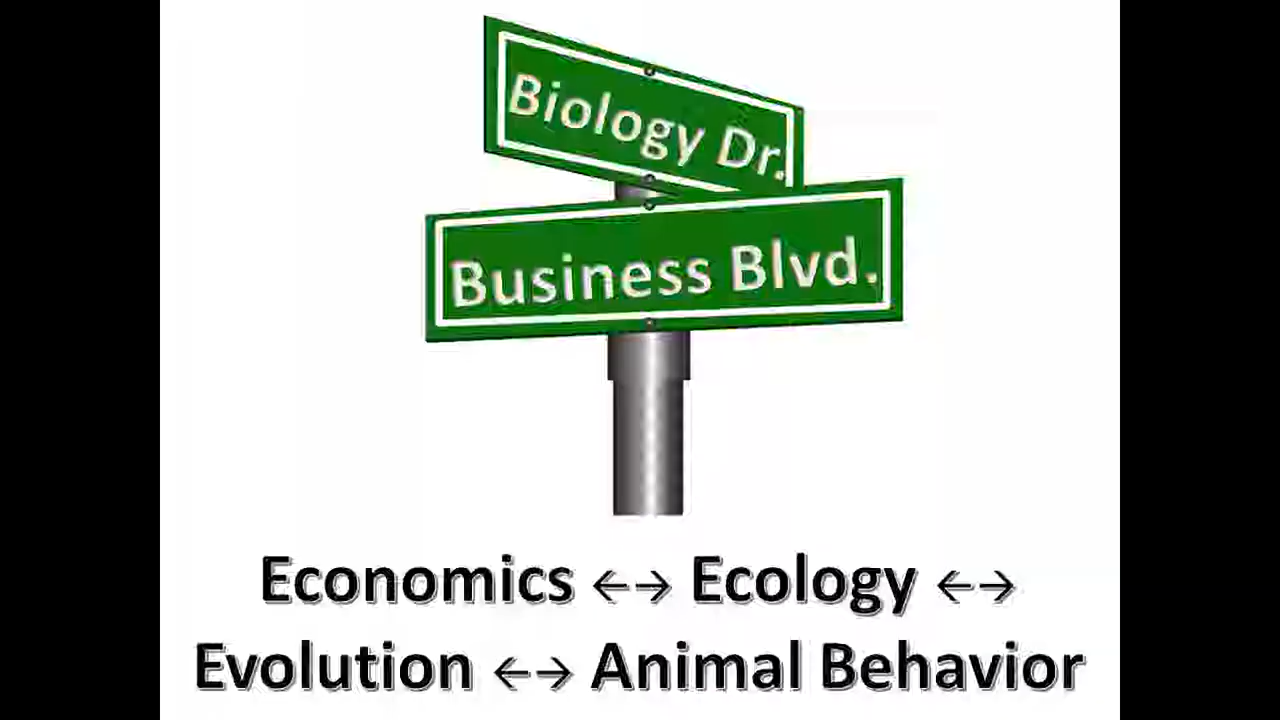 Biology Dr.
Business Blvd.
Economics ←→ Ecology ←→
Evolution ←→ Animal Behavior